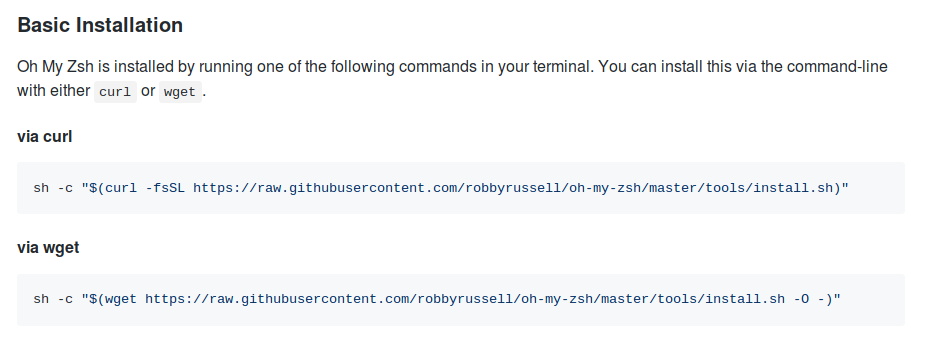 Basic Installation
Oh My Zsh is installed by running one of the following commands in your terminal. You can install this via the command-line
with either curl or wget.
via curl
sh -c "$(curl -fsSL https://raw.githubusercontent.com/robbyrussell/oh-my-zsh/master/tools/install.sh)"
via wget
sh -c "$(wget https://raw.githubusercontent.com/robbyrussell/oh-my-zsh/master/tools/install.sh -O -)"